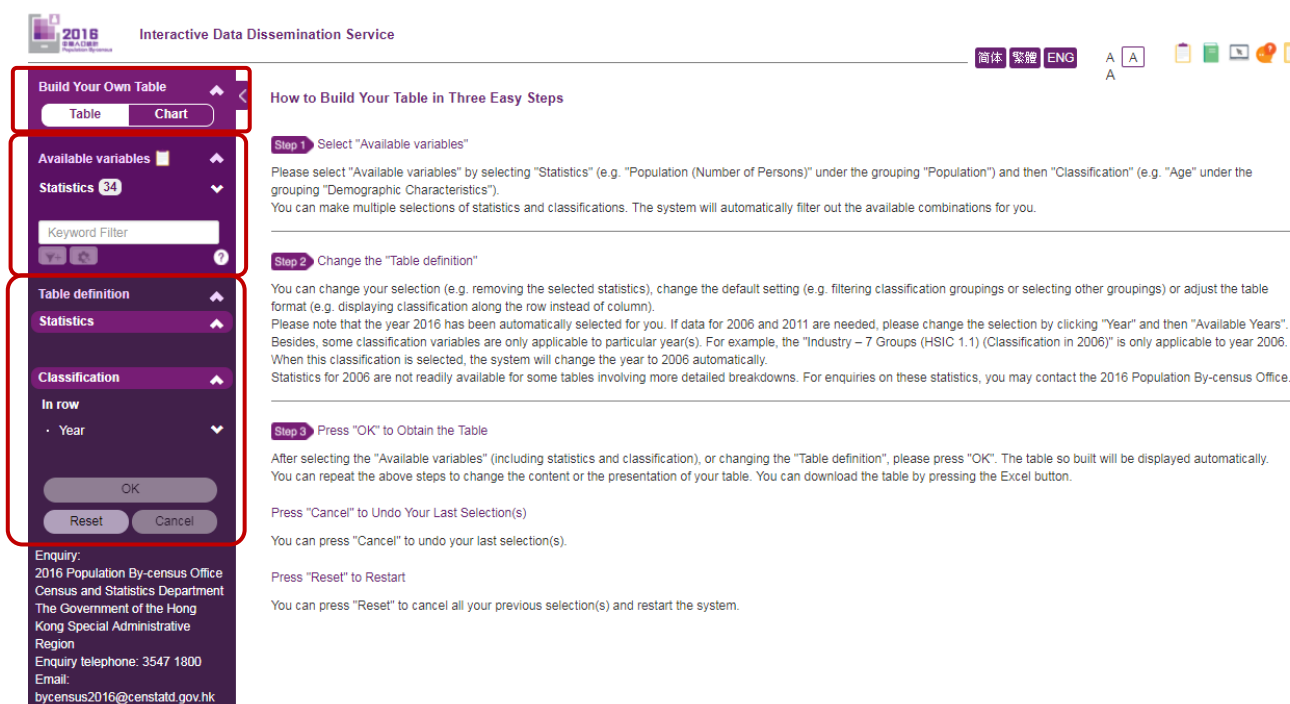 2016
Interactive Data Dissemination Service
Population By-census
简体 繁體 ENG
A A
A
Build Your Own Table
Table Chart
Available variables
Statistics 34
Keyword Filter
?
Table definition
Statistics
Classification
In row
· Year
OK
Reset Cancel
Enquiry:
2016 Population By-census Office
Census and Statistics Department
The Government of the Hong
Kong Special Administrative
Region
Enquiry telephone: 3547 1800
Email:
bycensus2016@censtatd.gov.hk
How to Build Your Table in Three Easy Steps
Step 1 Select "Available variables"
Please select "Available variables" by selecting "Statistics" (e.g. "Population (Number of Persons)" under the grouping "Population") and then "Classification" (e.g. "Age" under the
grouping "Demographic Characteristics").
You can make multiple selections of statistics and classifications. The system will automatically filter out the available combinations for you.
Step 2 Change the "Table definition"
You can change your selection (e.g. removing the selected statistics), change the default setting (e.g. filtering classification groupings or selecting other groupings) or adjust the table
format (e.g. displaying classification along the row instead of column).
Please note that the year 2016 has been automatically selected for you. If data for 2006 and 2011 are needed, please change the selection by clicking "Year" and then "Available Years".
Besides, some classification variables are only applicable to particular year(s). For example, the "Industry – 7 Groups (HSIC 1.1) (Classification in 2006)" is only applicable to year 2006.
When this classification is selected, the system will change the year to 2006 automatically.
Statistics for 2006 are not readily available for some tables involving more detailed breakdowns. For enquiries on these statistics, you may contact the 2016 Population By-census Office.
Step 3 Press "OK" to Obtain the Table
After selecting the "Available variables" (including statistics and classification), or changing the "Table definition", please press "OK". The table so built will be displayed automatically.
You can repeat the above steps to change the content or the presentation of your table. You can download the table by pressing the Excel button.
Press "Cancel" to Undo Your Last Selection(s)
You can press "Cancel" to undo your last selection(s).
Press "Reset" to Restart
You can press "Reset" to cancel all your previous selection(s) and restart the system.